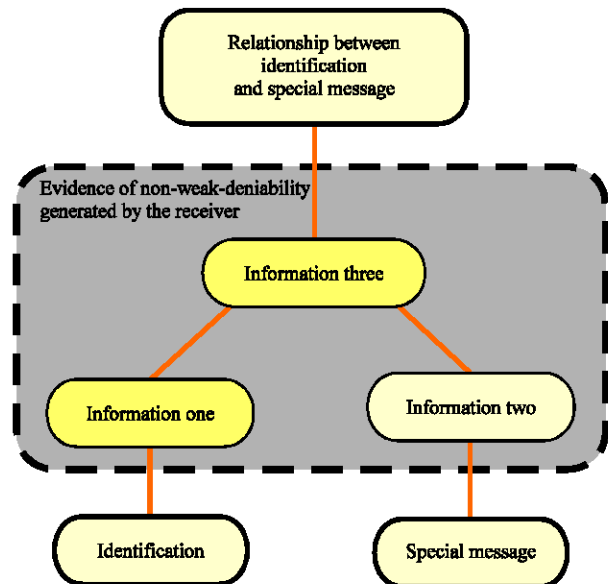 Relationship between
identification
and special message
Evidence of non-weak-deniability
generated by the receiver
Information three
Information one
Information two
Identification
Special message